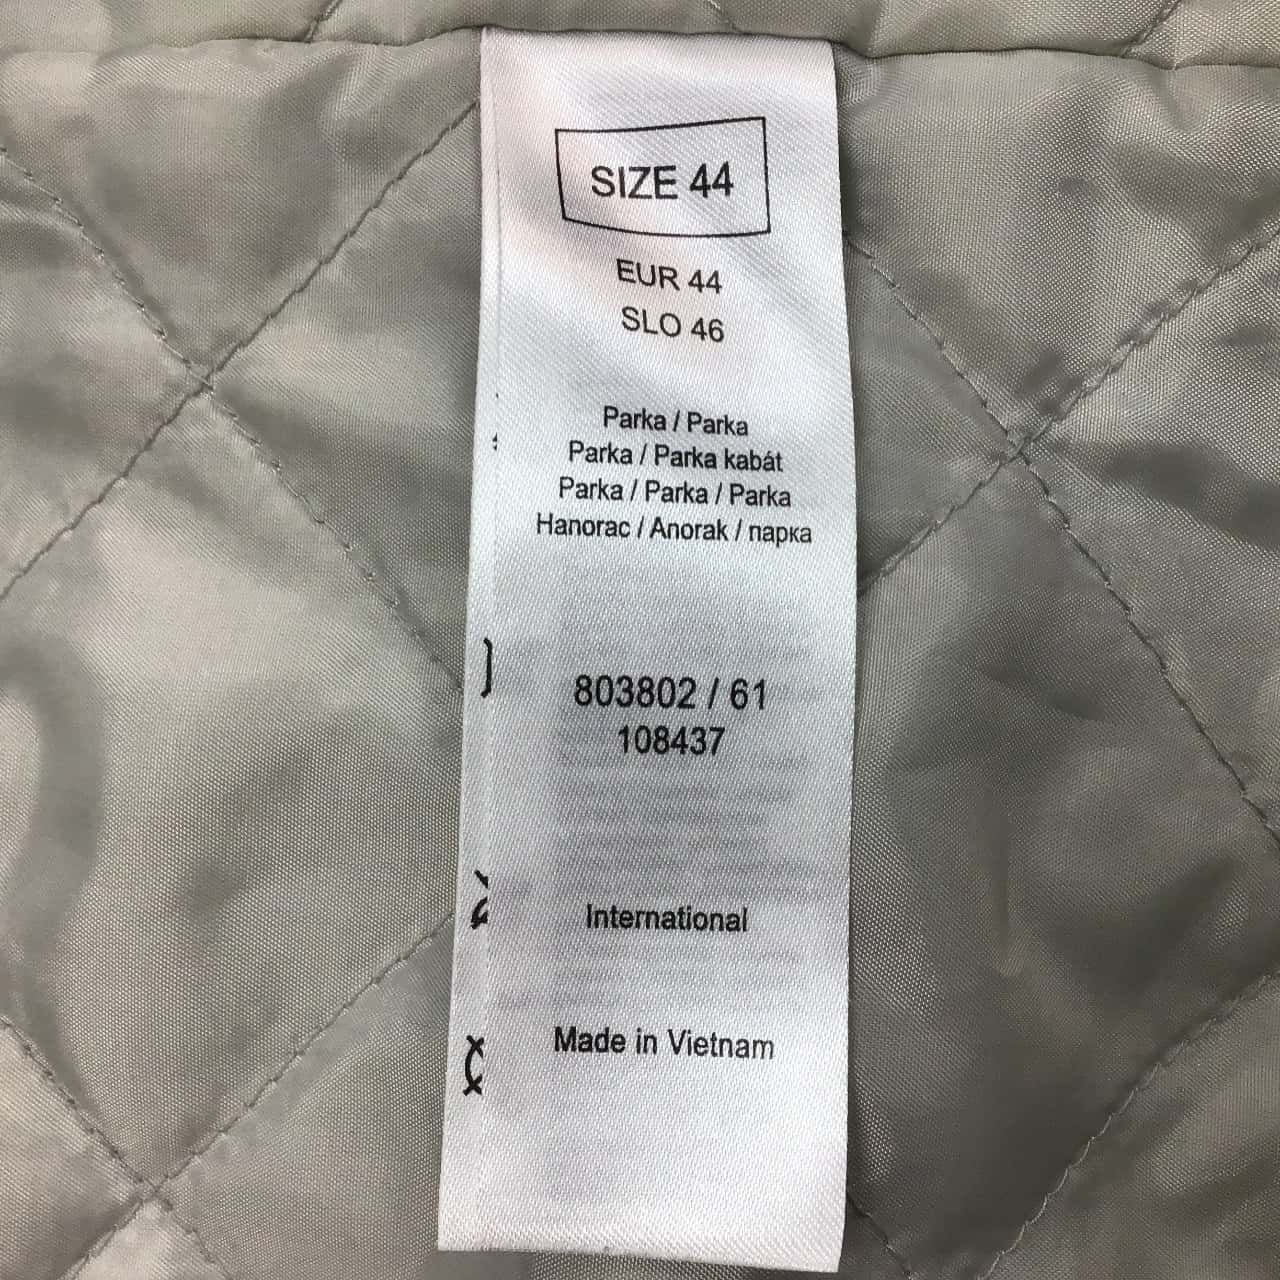 SIZE 44
EUR 44
SLO 46
Parka / Parka
Parka / Parka kabát
Parka / Parka / Parka
Hanorac / Anorak / парка
803802 / 61
108437
International
Made in Vietnam